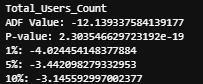 Total_Users_Count
ADF Value: -12.139337584139177
P-value: 2.303546629723192e-19
1%: -4.024454148377884
5%: -3.442098279332953
10%: -3.145592997002377